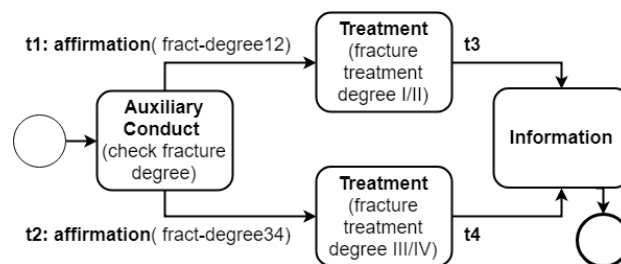 t1: affirmation( fract-degree12)
Treatment
(fracture
treatment
degree I/II)
t3
Auxiliary
Conduct
(check fracture
degree)
Information
t2: affirmation( fract-degree34)
Treatment
(fracture
treatment
degree III/IV)
t4